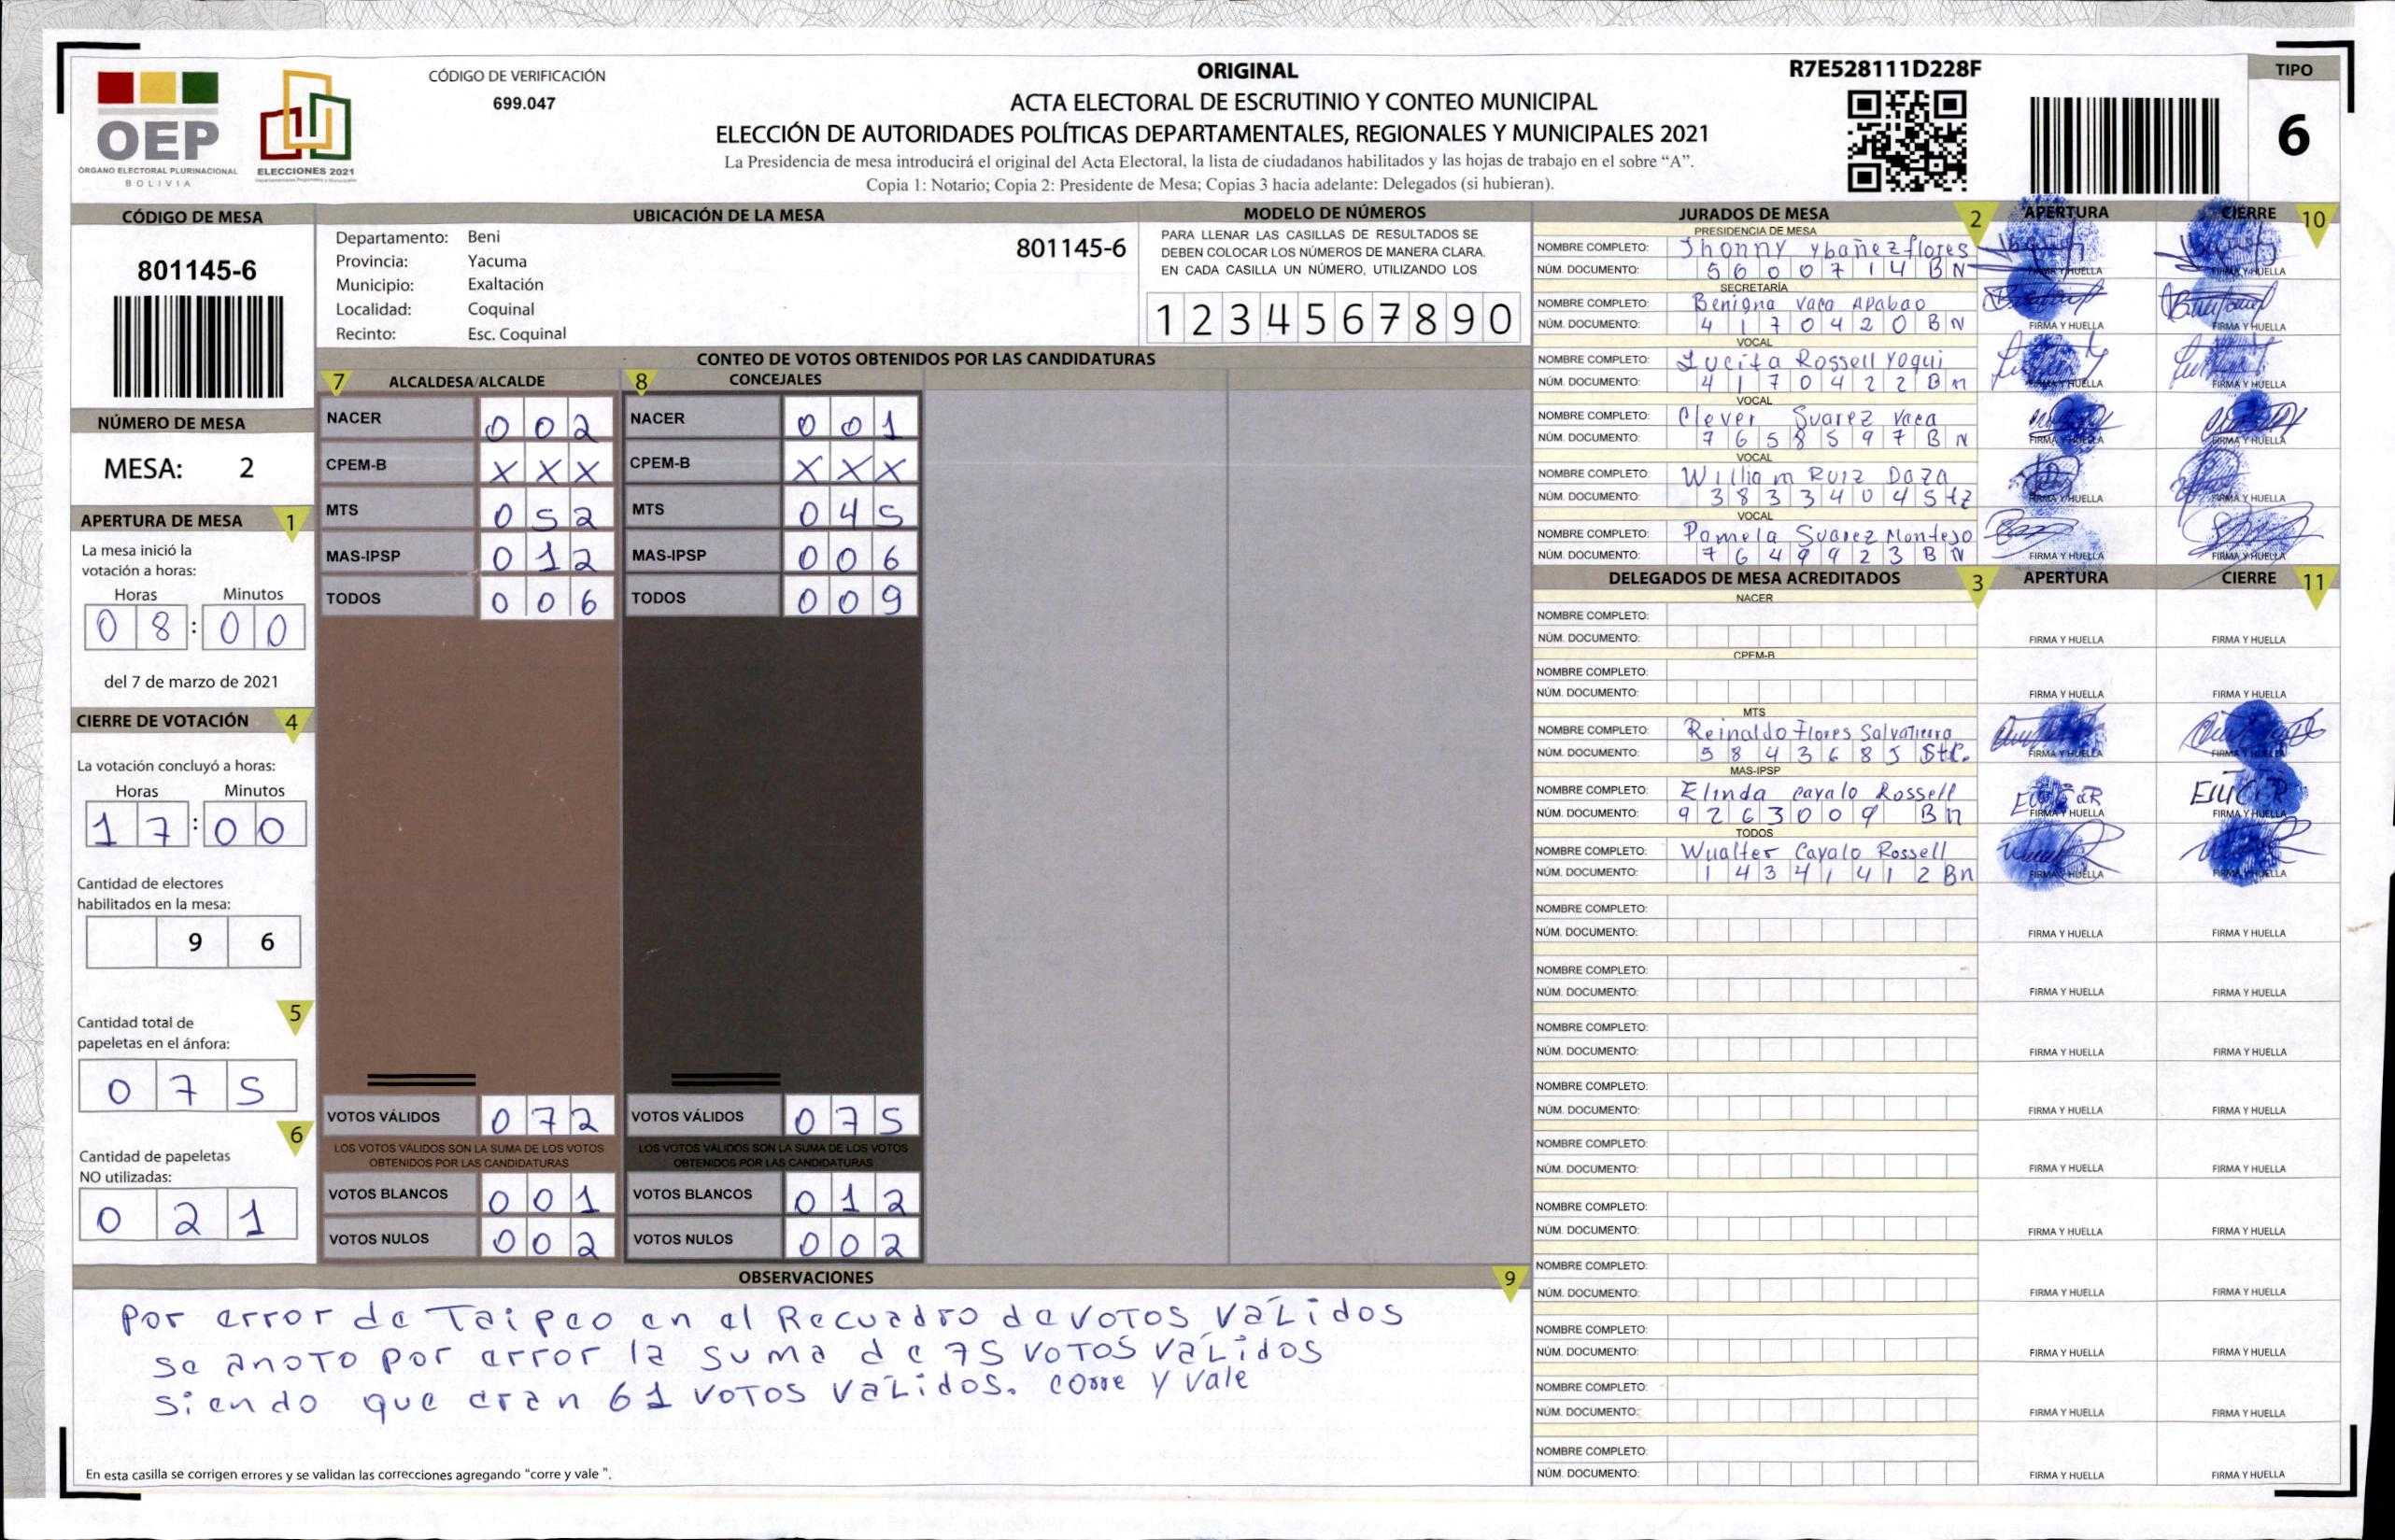 OEP
ÓRGANO ELECTORAL PLURINACIONAL
BOLIVIA
ELECCIONES 2021
CÓDIGO DE VERIFICACIÓN
699.047
ORIGINAL
ACTA ELECTORAL DE ESCRUTINIO Y CONTEO MUNICIPAL
ELECCIÓN DE AUTORIDADES POLÍTICAS DEPARTAMENTALES, REGIONALES Y MUNICIPALES 2021
La Presidencia de mesa introducirá el original del Acta Electoral, la lista de ciudadanos habilitados y las hojas de trabajo en el sobre “A”.
Copia 1: Notario; Copia 2: Presidente de Mesa; Copias 3 hacia adelante: Delegados (si hubieran).
R7E528111D228F
TIPO
6
CÓDIGO DE MESA
801145-6
NÚMERO DE MESA
MESA: 2
APERTURA DE MESA 1
La mesa inició la
votación a horas:
Horas Minutos
08:00
del 7 de marzo de 2021
CIERRE DE VOTACIÓN 4
La votación concluyó a horas:
Horas Minutos
17:00
Cantidad de electores
habilitados en la mesa:
96
5
Cantidad total de
papeletas en el ánfora:
075
6
Cantidad de papeletas
NO utilizadas:
021
UBICACIÓN DE LA MESA
Departamento: Beni
Provincia: Yacuma
Municipio: Exaltación
Localidad: Coquinal
Recinto: Esc. Coquinal
801145-6
MODELO DE NÚMEROS
PARA LLENAR LAS CASILLAS DE RESULTADOS SE
DEBEN COLOCAR LOS NÚMEROS DE MANERA CLARA.
EN CADA CASILLA UN NÚMERO, UTILIZANDO LOS
1 2 3 4 5 6 7 8 9 0
CONTEO DE VOTOS OBTENIDOS POR LAS CANDIDATURAS
7 ALCALDESA/ALCALDE
NACER 002
CPEM-B XXX
MTS 052
MAS-IPSP 012
TODOS 006
VOTOS VÁLIDOS 072
LOS VOTOS VÁLIDOS SON LA SUMA DE LOS VOTOS
OBTENIDOS POR LAS CANDIDATURAS
VOTOS BLANCOS 001
VOTOS NULOS 002
8 CONCEJALES
NACER 001
CPEM-B XXX
MTS 045
MAS-IPSP 006
TODOS 009
VOTOS VÁLIDOS 075
LOS VOTOS VÁLIDOS SON LA SUMA DE LOS VOTOS
OBTENIDOS POR LAS CANDIDATURAS
VOTOS BLANCOS 012
VOTOS NULOS 002
OBSERVACIONES 9
Por error de Taipeo en el Recuadro de VOTOS VáLidos
se anoto por error la suma de 75 VOTOS VáLidos
siendo que eran 61 VOTOS VáLidos. corre y vale
En esta casilla se corrigen errores y se validan las correcciones agregando “corre y vale ”.
JURADOS DE MESA 2 APERTURA CIERRE 10
PRESIDENCIA DE MESA
NOMBRE COMPLETO: Jhonny ybañez flores
NÚM. DOCUMENTO: 5600714 BN FIRMA Y HUELLA FIRMA Y HUELLA
SECRETARÍA
NOMBRE COMPLETO: Benigna Vaca Apabao
NÚM. DOCUMENTO: 4170420 BN FIRMA Y HUELLA FIRMA Y HUELLA
VOCAL
NOMBRE COMPLETO: Lucita Rossell Yoqui
NÚM. DOCUMENTO: 4170422 Bn FIRMA Y HUELLA FIRMA Y HUELLA
VOCAL
NOMBRE COMPLETO: Clever Suarez Vaca
NÚM. DOCUMENTO: 7658597 BN FIRMA Y HUELLA FIRMA Y HUELLA
VOCAL
NOMBRE COMPLETO: William Ruiz Daza
NÚM. DOCUMENTO: 3833404 FIRMA Y HUELLA FIRMA Y HUELLA
VOCAL
NOMBRE COMPLETO: Pamela Suarez Montejo
NÚM. DOCUMENTO: 7649923 BN FIRMA Y HUELLA FIRMA Y HUELLA
DELEGADOS DE MESA ACREDITADOS 3 APERTURA CIERRE 11
NACER
NOMBRE COMPLETO:
NÚM. DOCUMENTO: FIRMA Y HUELLA FIRMA Y HUELLA
CPEM-B
NOMBRE COMPLETO:
NÚM. DOCUMENTO: FIRMA Y HUELLA FIRMA Y HUELLA
MTS
NOMBRE COMPLETO: Reinaldo Flores Salvatierra
NÚM. DOCUMENTO: 5843685 FIRMA Y HUELLA FIRMA Y HUELLA
MAS-IPSP
NOMBRE COMPLETO: Elinda Cayalo Rossell
NÚM. DOCUMENTO: 9263009 Bn FIRMA Y HUELLA FIRMA Y HUELLA
TODOS
NOMBRE COMPLETO: Wualter Cayalo Rossell
NÚM. DOCUMENTO: 14341412 Bn FIRMA Y HUELLA FIRMA Y HUELLA
NOMBRE COMPLETO:
NÚM. DOCUMENTO: FIRMA Y HUELLA FIRMA Y HUELLA
NOMBRE COMPLETO:
NÚM. DOCUMENTO: FIRMA Y HUELLA FIRMA Y HUELLA
NOMBRE COMPLETO:
NÚM. DOCUMENTO: FIRMA Y HUELLA FIRMA Y HUELLA
NOMBRE COMPLETO:
NÚM. DOCUMENTO: FIRMA Y HUELLA FIRMA Y HUELLA
NOMBRE COMPLETO:
NÚM. DOCUMENTO: FIRMA Y HUELLA FIRMA Y HUELLA
NOMBRE COMPLETO:
NÚM. DOCUMENTO: FIRMA Y HUELLA FIRMA Y HUELLA
NOMBRE COMPLETO:
NÚM. DOCUMENTO: FIRMA Y HUELLA FIRMA Y HUELLA
NOMBRE COMPLETO:
NÚM. DOCUMENTO: FIRMA Y HUELLA FIRMA Y HUELLA
NOMBRE COMPLETO:
NÚM. DOCUMENTO: FIRMA Y HUELLA FIRMA Y HUELLA
NOMBRE COMPLETO:
NÚM. DOCUMENTO: FIRMA Y HUELLA FIRMA Y HUELLA